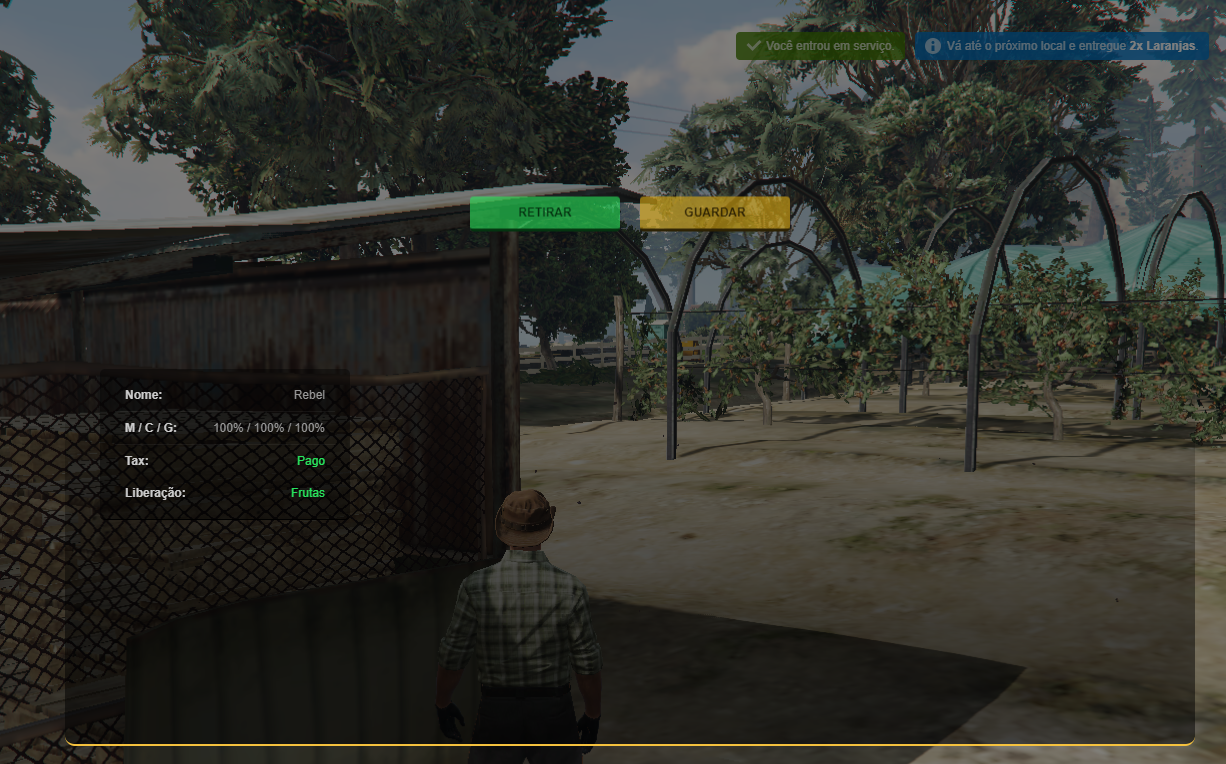 Você entrou em serviço.
Vá até o próximo local e entregue 2x Laranjas.
RETIRAR
GUARDAR
Nome: Rebel
M / C / G: 100% / 100% / 100%
Tax: Pago
Liberação: Frutas